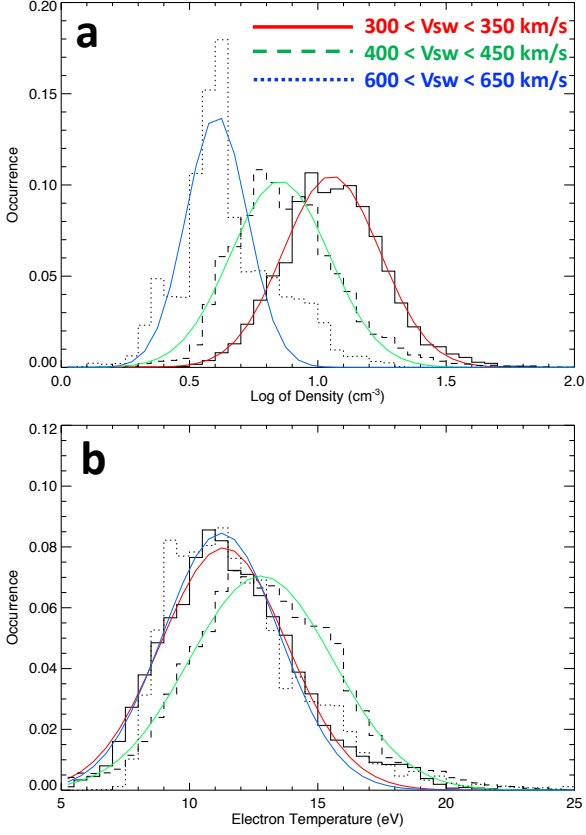 a
300 < Vsw < 350 km/s
400 < Vsw < 450 km/s
600 < Vsw < 650 km/s
0.20
0.15
0.10
0.05
0.00
Occurrence
0.0 0.5 1.0 1.5 2.0
Log of Density (cm⁻³)
b
0.12
0.10
0.08
0.06
0.04
0.02
0.00
Occurrence
5 10 15 20 25
Electron Temperature (eV)